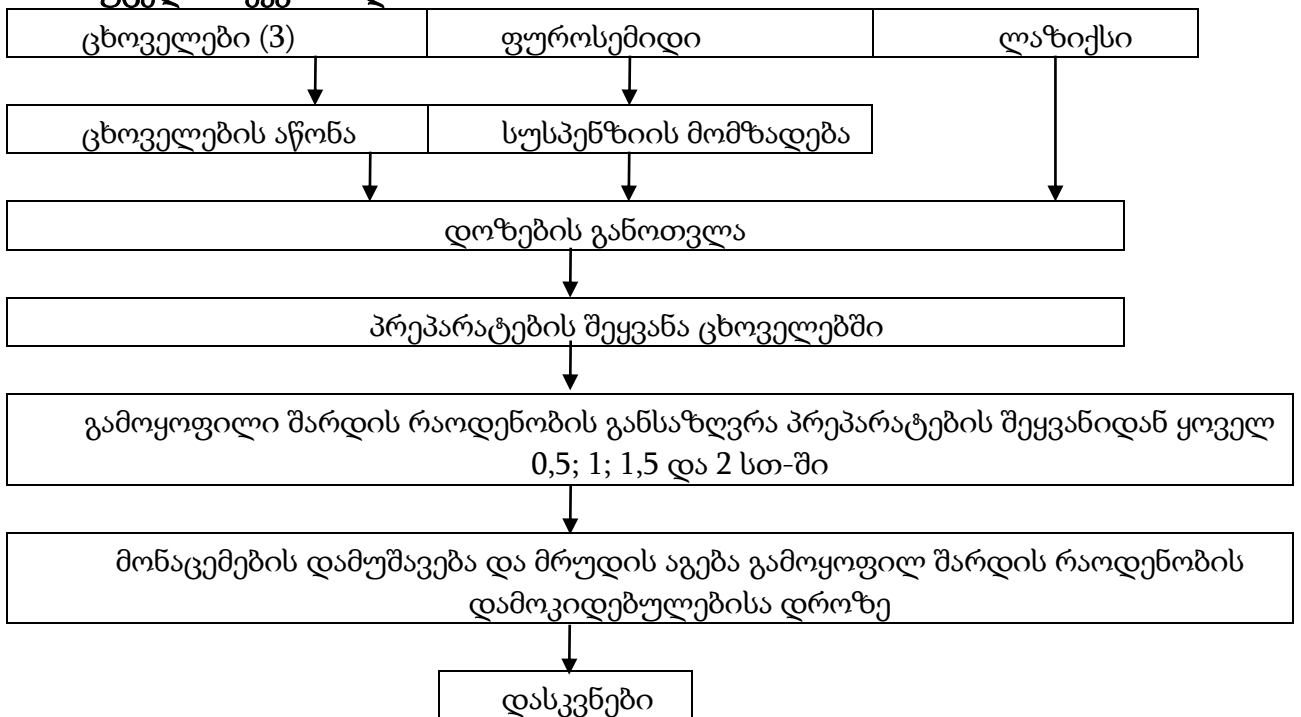 ცხოველები (3) ფუროსემიდი ლაზიქსი
ცხოველების აწონა სუსპენზიის მომზადება
დოზების განოთვლა
პრეპარატების შეყვანა ცხოველებში
გამოყოფილი შარდის რაოდენობის განსაზღვრა პრეპარატების შეყვანიდან ყოველ
0,5; 1; 1,5 და 2 სთ-ში
მონაცემების დამუშავება და მრუდის აგება გამოყოფილ შარდის რაოდენობის
დამოკიდებულებისა დროზე
დასკვნები